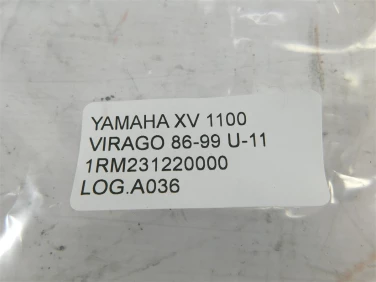 YAMAHA XV 1100
VIRAGO 86-99 U-11
1RM231220000
LOG.A036